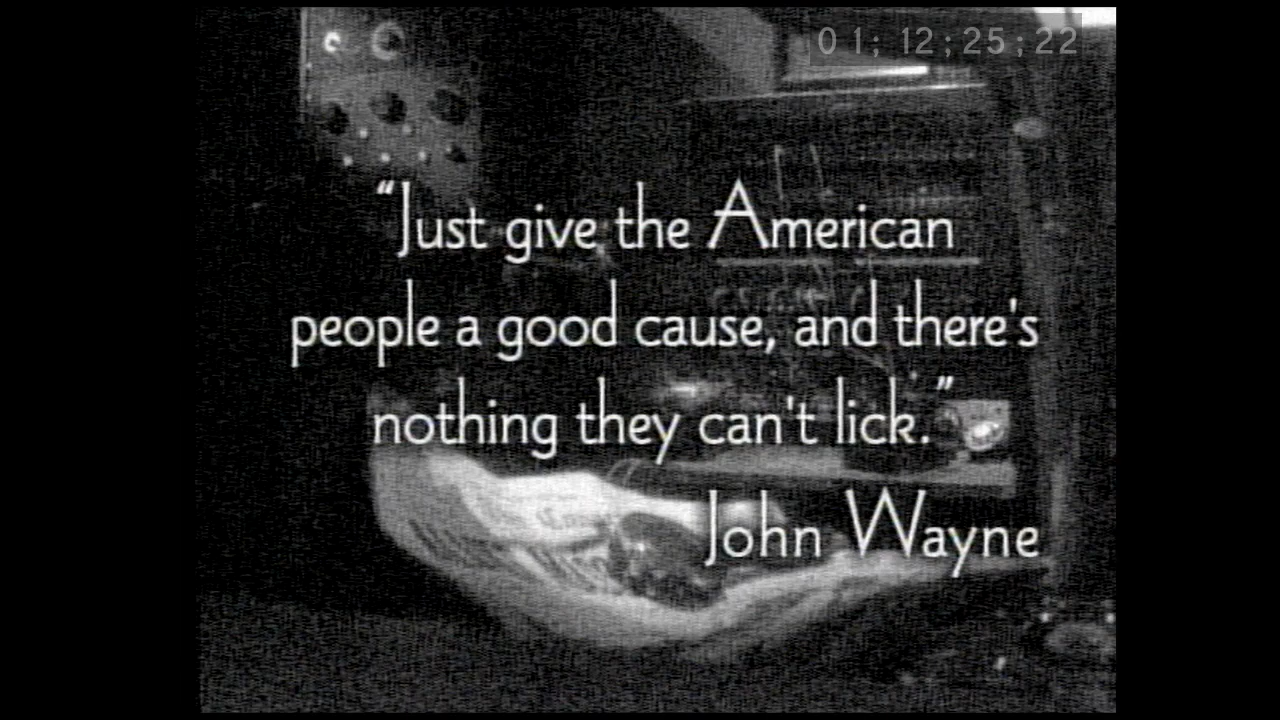 01;12;25;22
“Just give the American
people a good cause, and there's
nothing they can't lick.”
John Wayne